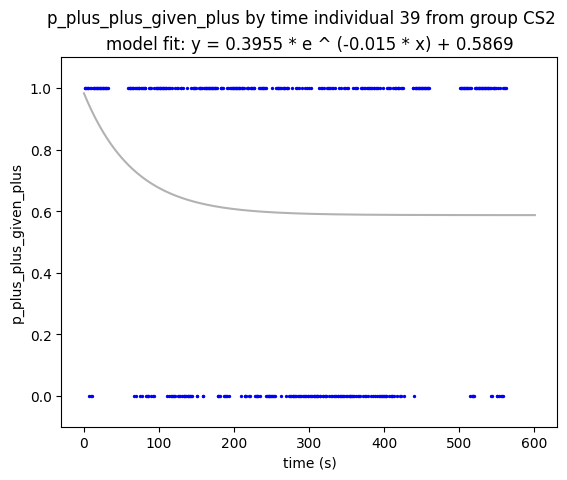 p_plus_plus_given_plus by time individual 39 from group CS2
model fit: y = 0.3955 * e ^ (-0.015 * x) + 0.5869
1.0
0.8
0.6
0.4
0.2
0.0
p_plus_plus_given_plus
0 100 200 300 400 500 600
time (s)